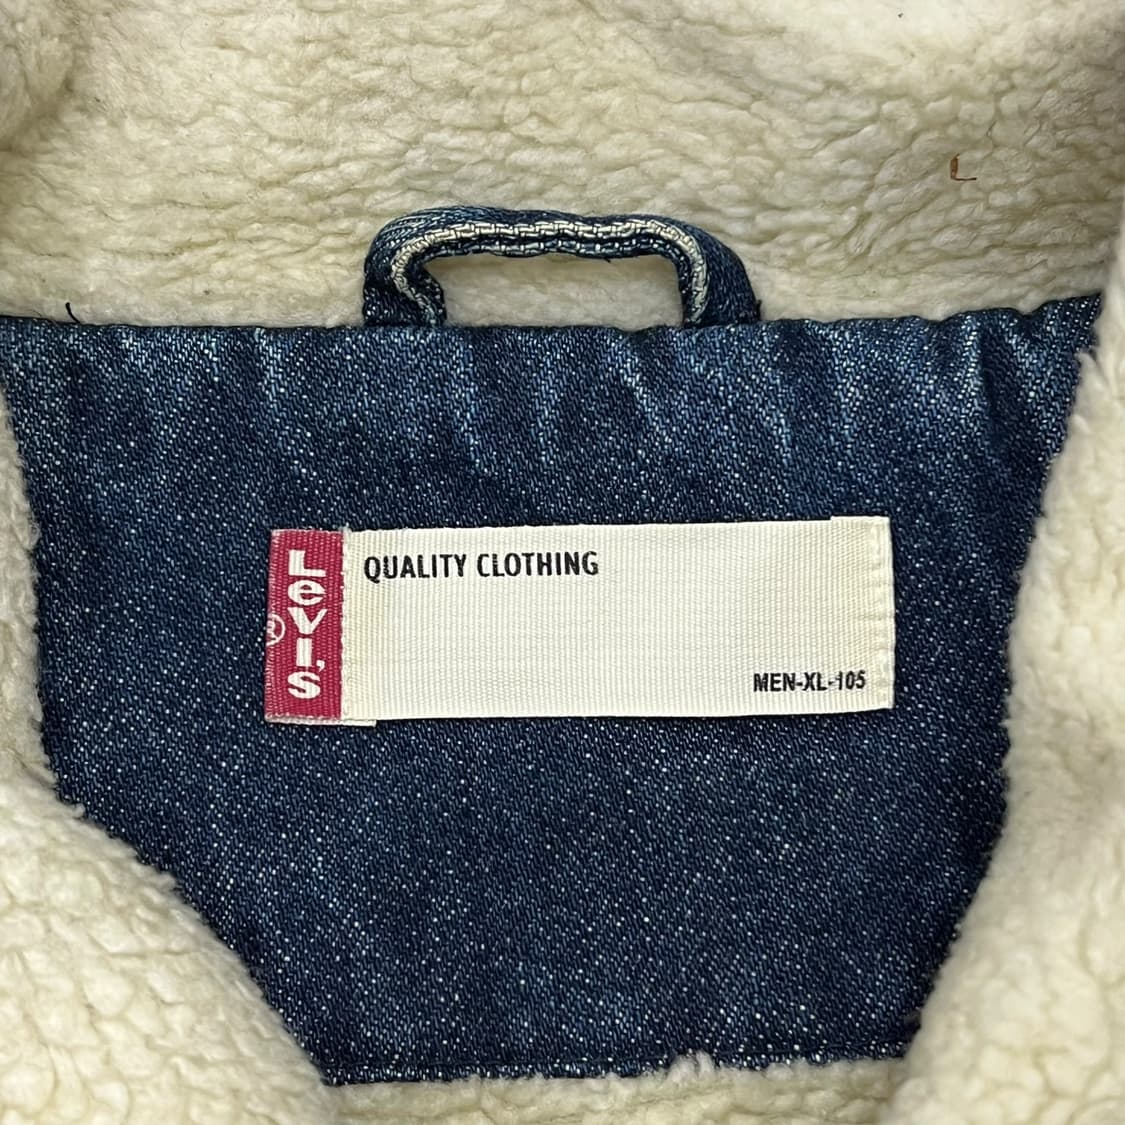 Levi's
®
QUALITY CLOTHING
MEN-XL-105